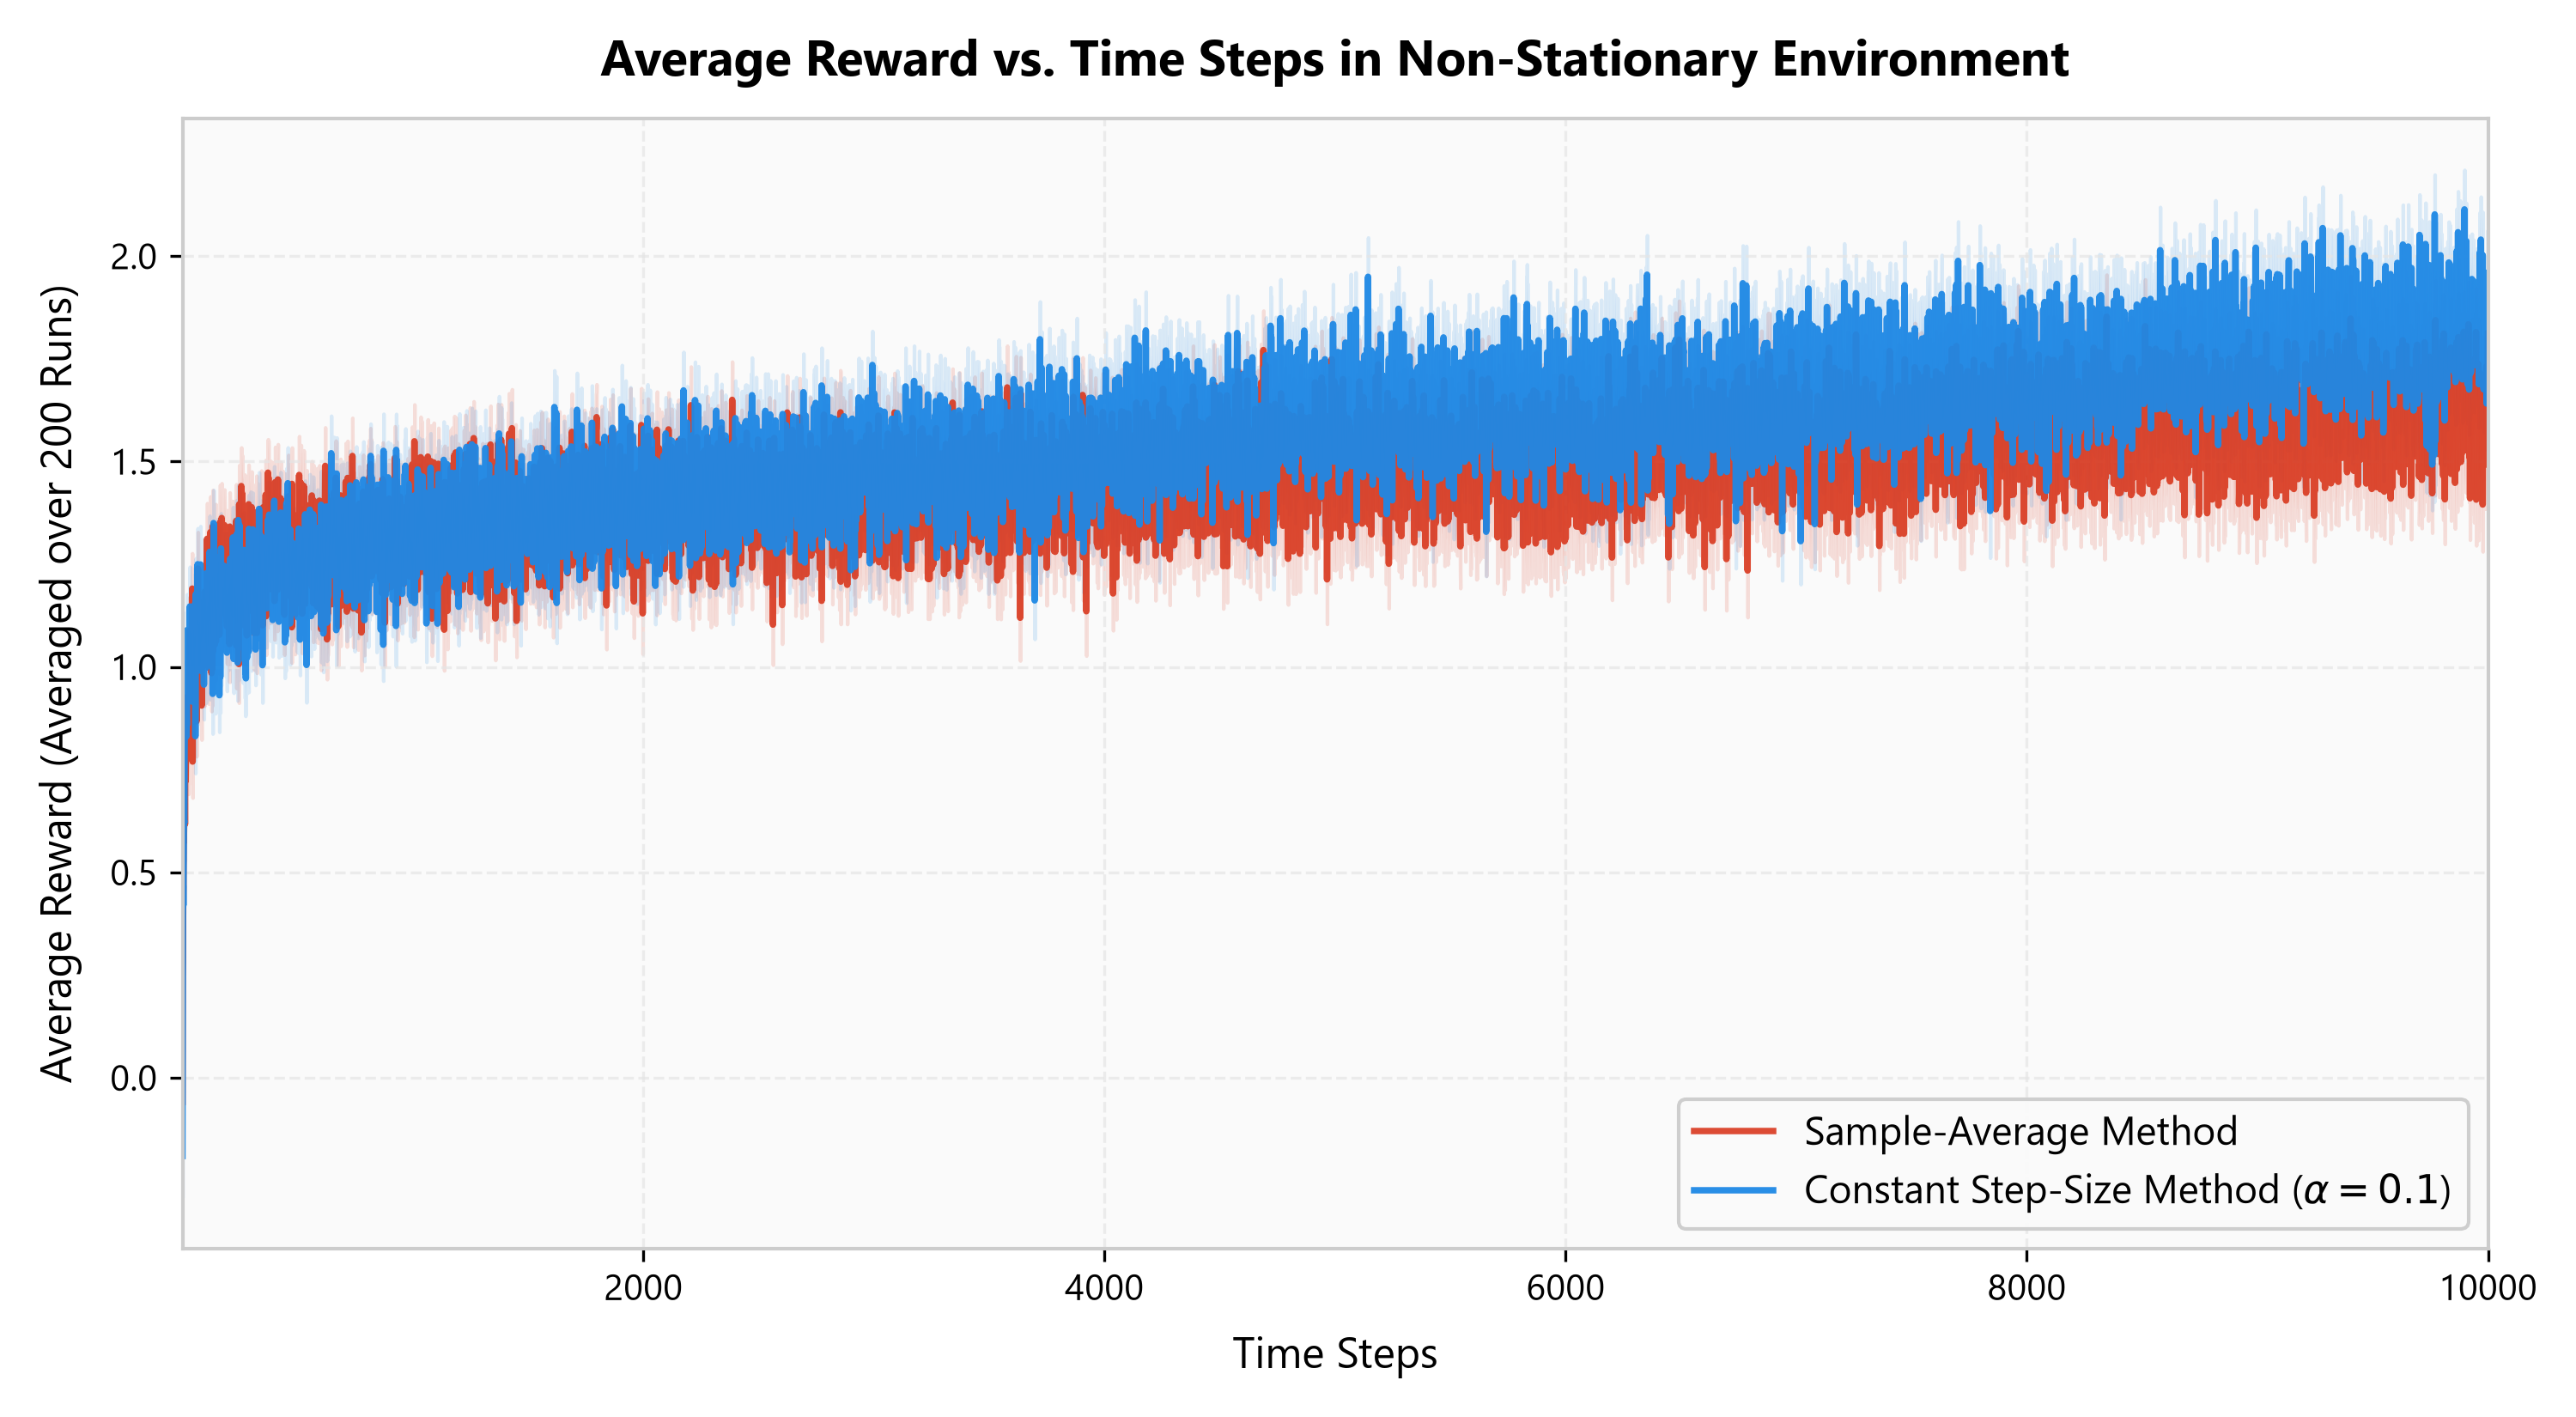 Average Reward vs. Time Steps in Non-Stationary Environment
Average Reward (Averaged over 200 Runs)
2.0
1.5
1.0
0.5
0.0
Sample-Average Method
Constant Step-Size Method (α = 0.1)
2000 4000 6000 8000 10000
Time Steps